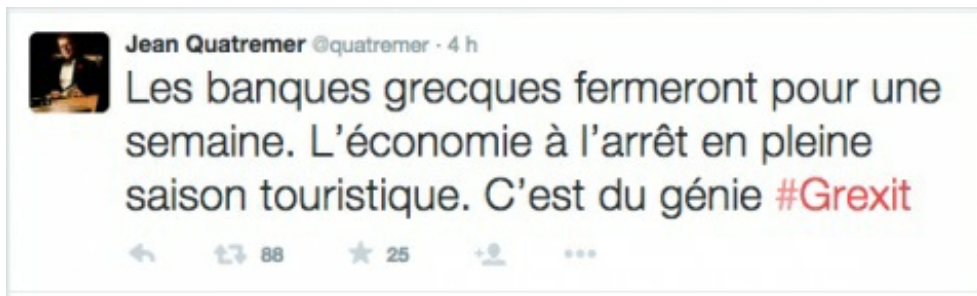 Jean Quatremer @quatremer · 4 h
Les banques grecques fermeront pour une
semaine. L’économie à l’arrêt en pleine
saison touristique. C’est du génie #Grexit
88 25